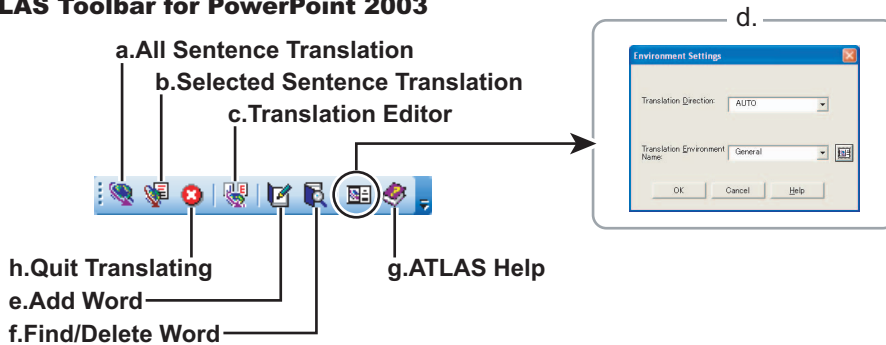 LAS Toolbar for PowerPoint 2003
d.
a.All Sentence Translation
b.Selected Sentence Translation
c.Translation Editor
Environment Settings
Translation Direction:
AUTO
Translation Environment
Name:
General
OK
Cancel
Help
h.Quit Translating
g.ATLAS Help
e.Add Word
f.Find/Delete Word